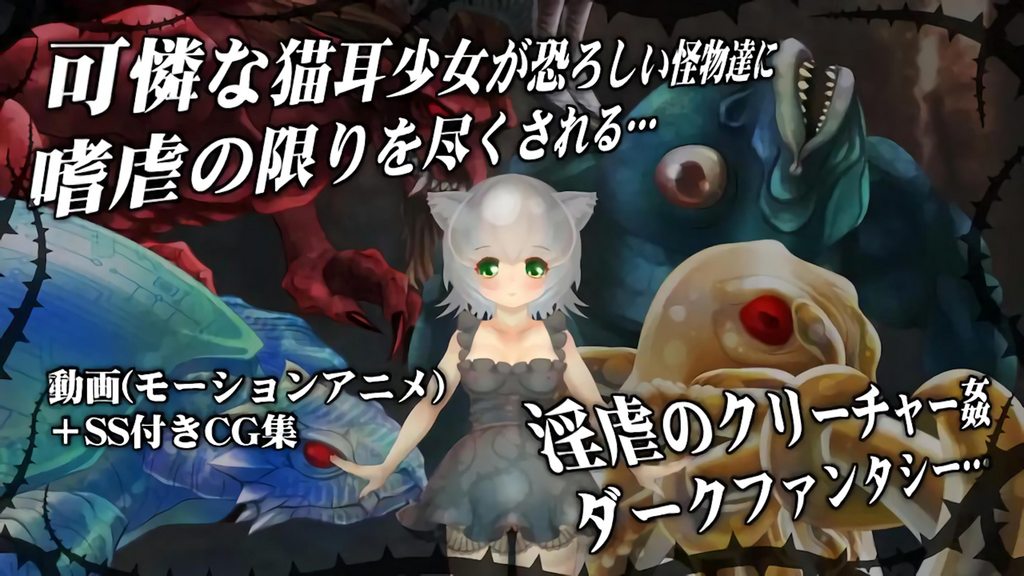 可憐な猫耳少女が恐ろしい怪物達に
嗜虐の限りを尽くされる…
動画(モーションアニメ)
＋SS付きCG集
淫虐のクリーチャー姦
ダークファンタシー…